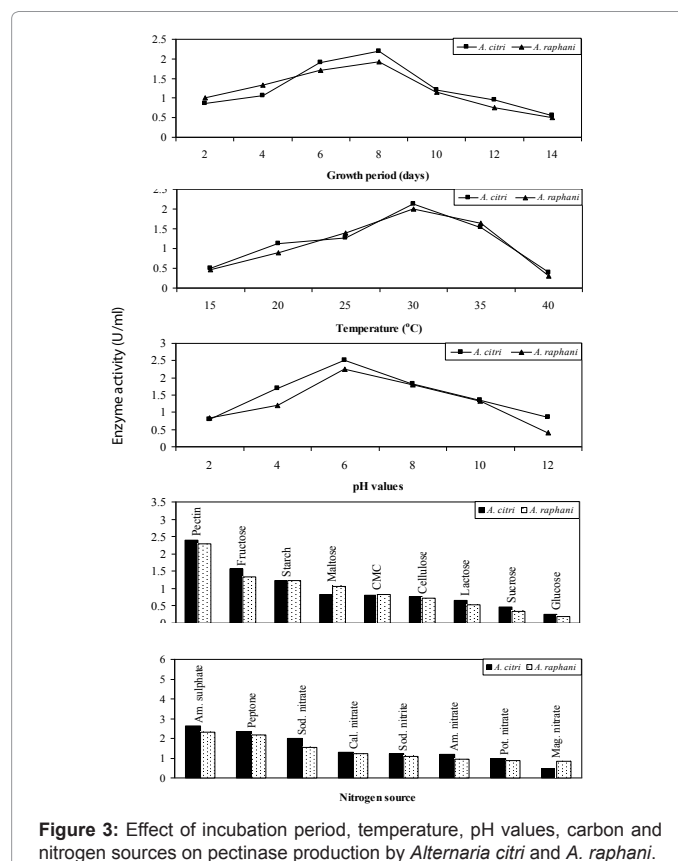 A. citri A. raphani
2.5
2
1.5
1
0.5
0
2 4 6 8 10 12 14
Growth period (days)
A. citri A. raphani
2.5
2
1.5
1
0.5
0
15 20 25 30 35 40
Temperature (°C)
A. citri A. raphani
3
2.5
2
1.5
1
0.5
0
2 4 6 8 10 12
pH values
Enzyme activity (U/ml)
A. citri A. raphani
3.5
3
2.5
2
1.5
1
0.5
0
Pectin Fructose Starch Maltose CMC Cellulose Lactose Sucrose Glucose
A. citri A. raphani
6
5
4
3
2
1
0
Am. sulphate Peptone Sod. nitrate Cal. nitrate Sod. nitrite Am. nitrate Pot. nitrate Mag. nitrate
Nitrogen source
Figure 3: Effect of incubation period, temperature, pH values, carbon and
nitrogen sources on pectinase production by Alternaria citri and A. raphani.